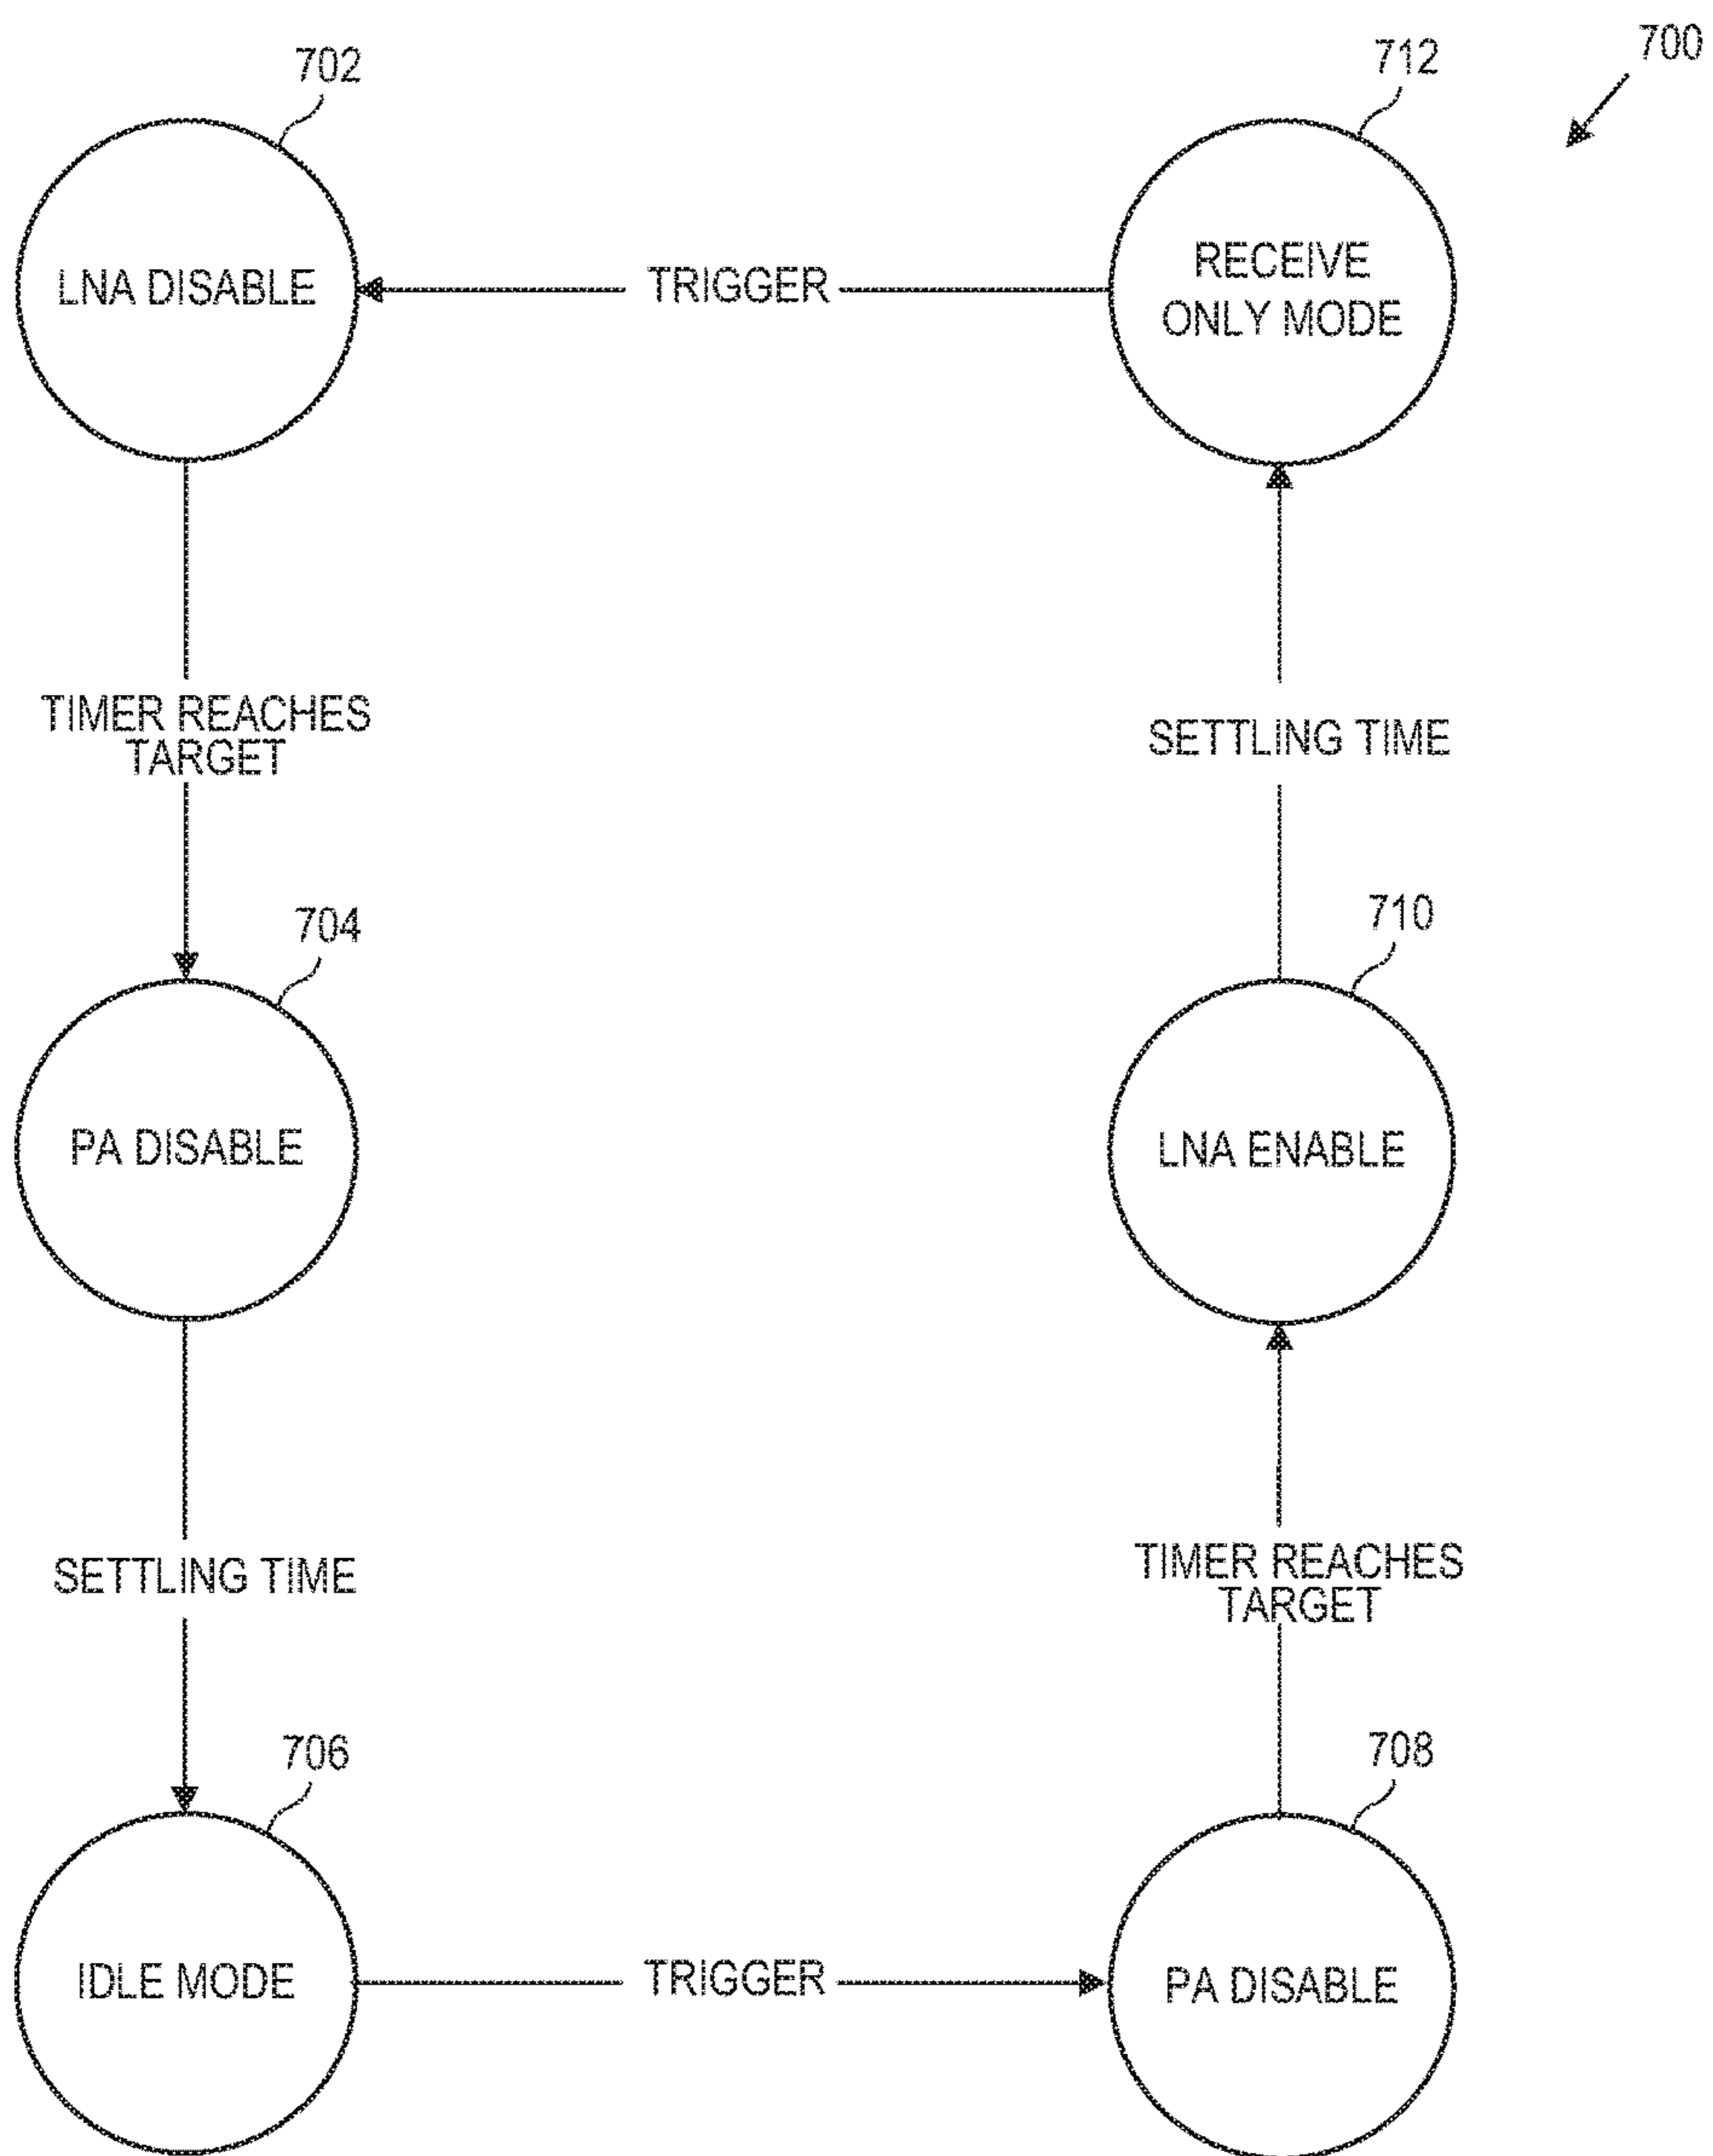 700
702
712
LNA DISABLE
TRIGGER
RECEIVE
ONLY MODE
TIMER REACHES
TARGET
SETTLING TIME
704
710
PA DISABLE
LNA ENABLE
SETTLING TIME
TIMER REACHES
TARGET
706
708
IDLE MODE
TRIGGER
PA DISABLE